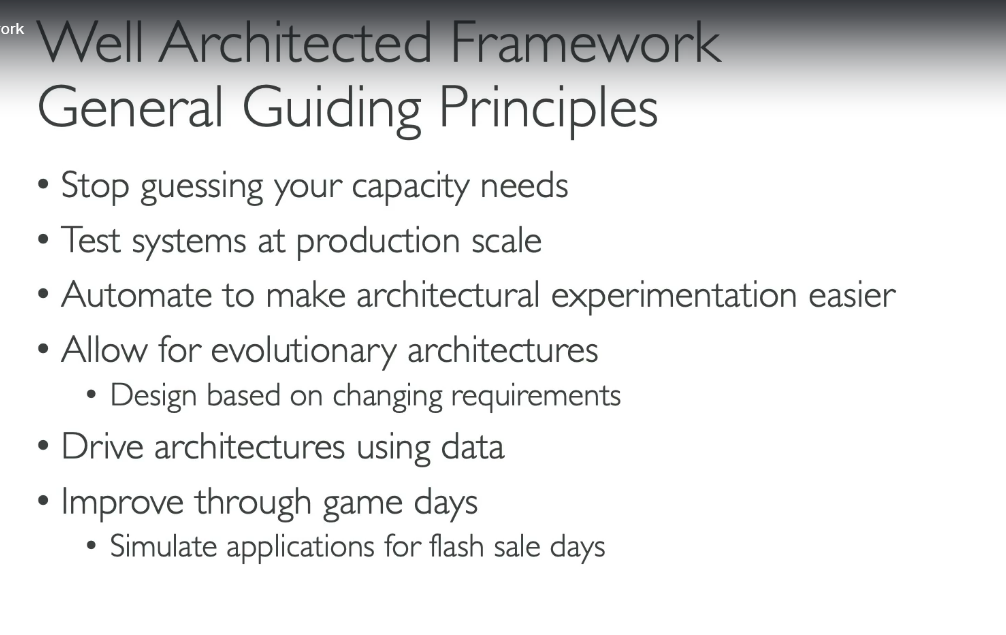 Well Architected Framework
General Guiding Principles
• Stop guessing your capacity needs
• Test systems at production scale
• Automate to make architectural experimentation easier
• Allow for evolutionary architectures
• Design based on changing requirements
• Drive architectures using data
• Improve through game days
• Simulate applications for flash sale days